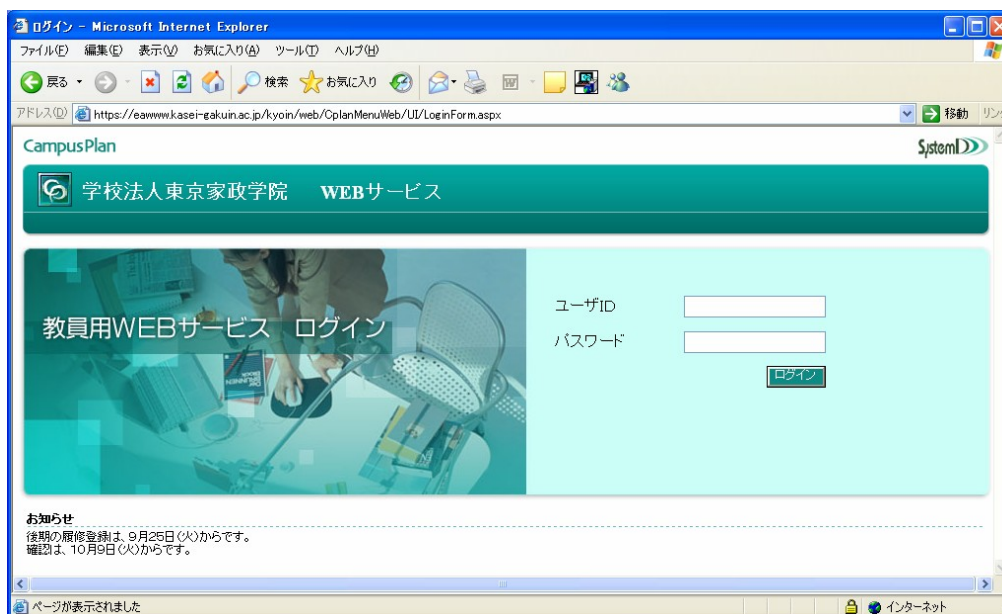 ログイン - Microsoft Internet Explorer
ファイル(F) 編集(E) 表示(V) お気に入り(A) ツール(T) ヘルプ(H)
戻る 検索 お気に入り
アドレス(D) https://eawww.kasei-gakuin.ac.jp/kyoin/web/CplanMenuWeb/UI/LoginForm.aspx 移動 リン
CampusPlan SystemD
学校法人東京家政学院 WEBサービス
教員用WEBサービス ログイン
ユーザID
パスワード
ログイン
お知らせ
後期の履修登録は、9月25日(火)からです。
確認は、10月9日(火)からです。
ページが表示されました インターネット